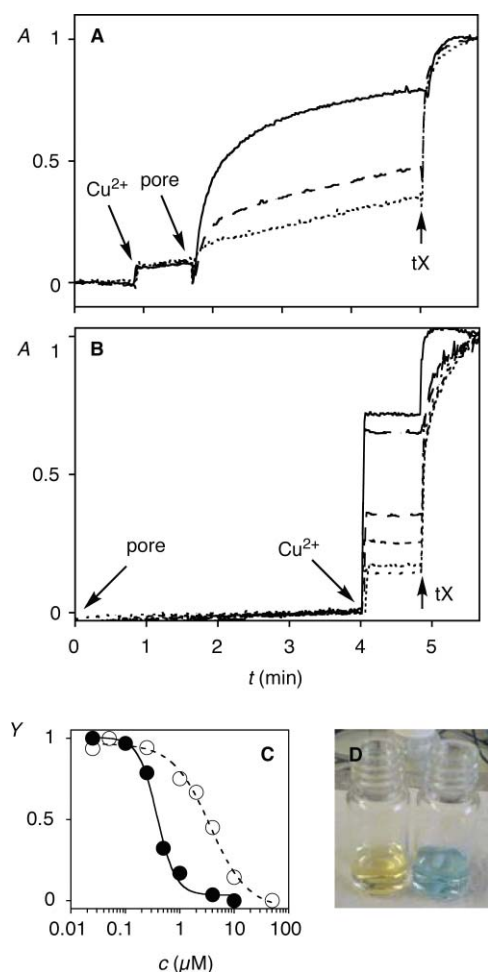 A 1 A
Cu2+ pore
0.5
0
tX
A 1 B
0.5
pore Cu2+
0
tX
0 1 2 3 4 5
t (min)
Y
1 C D
0.5
0
0.01 0.1 1 10 100
c (µM)